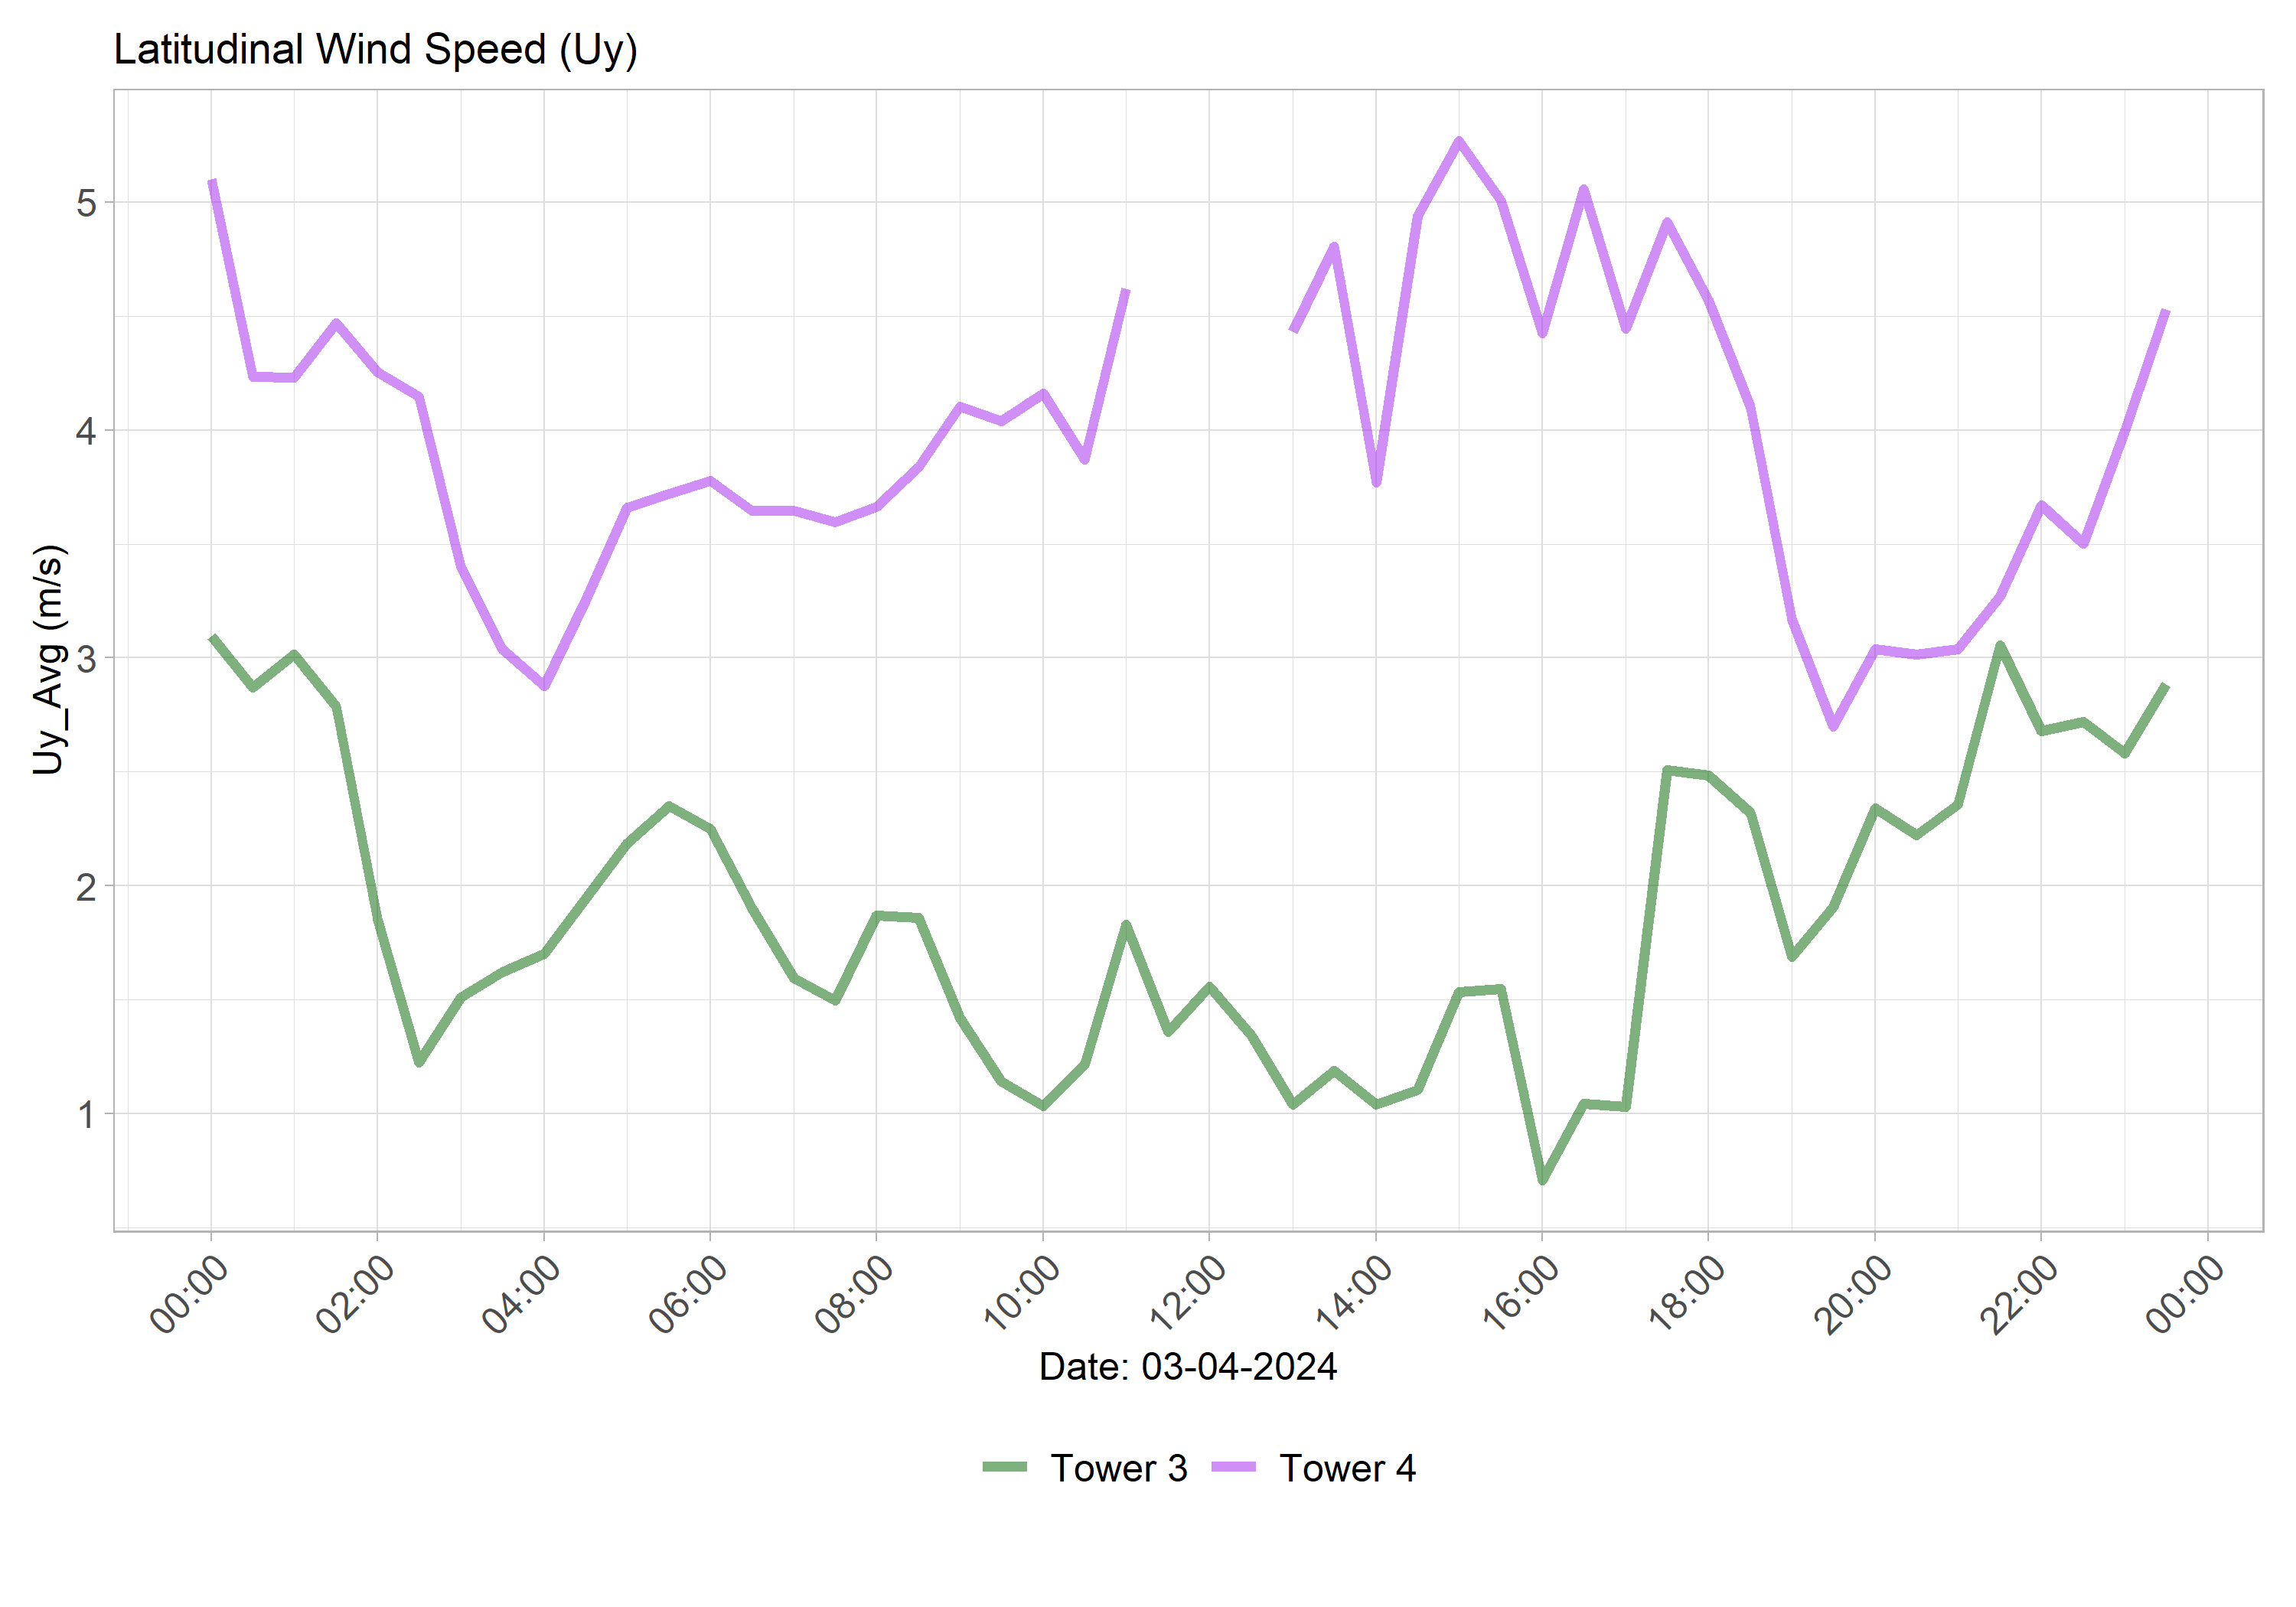 Latitudinal Wind Speed (Uy)
Uy_Avg (m/s)
5
4
3
2
1
00:00 02:00 04:00 06:00 08:00 10:00 12:00 14:00 16:00 18:00 20:00 22:00 00:00
Date: 03-04-2024
Tower 3 Tower 4